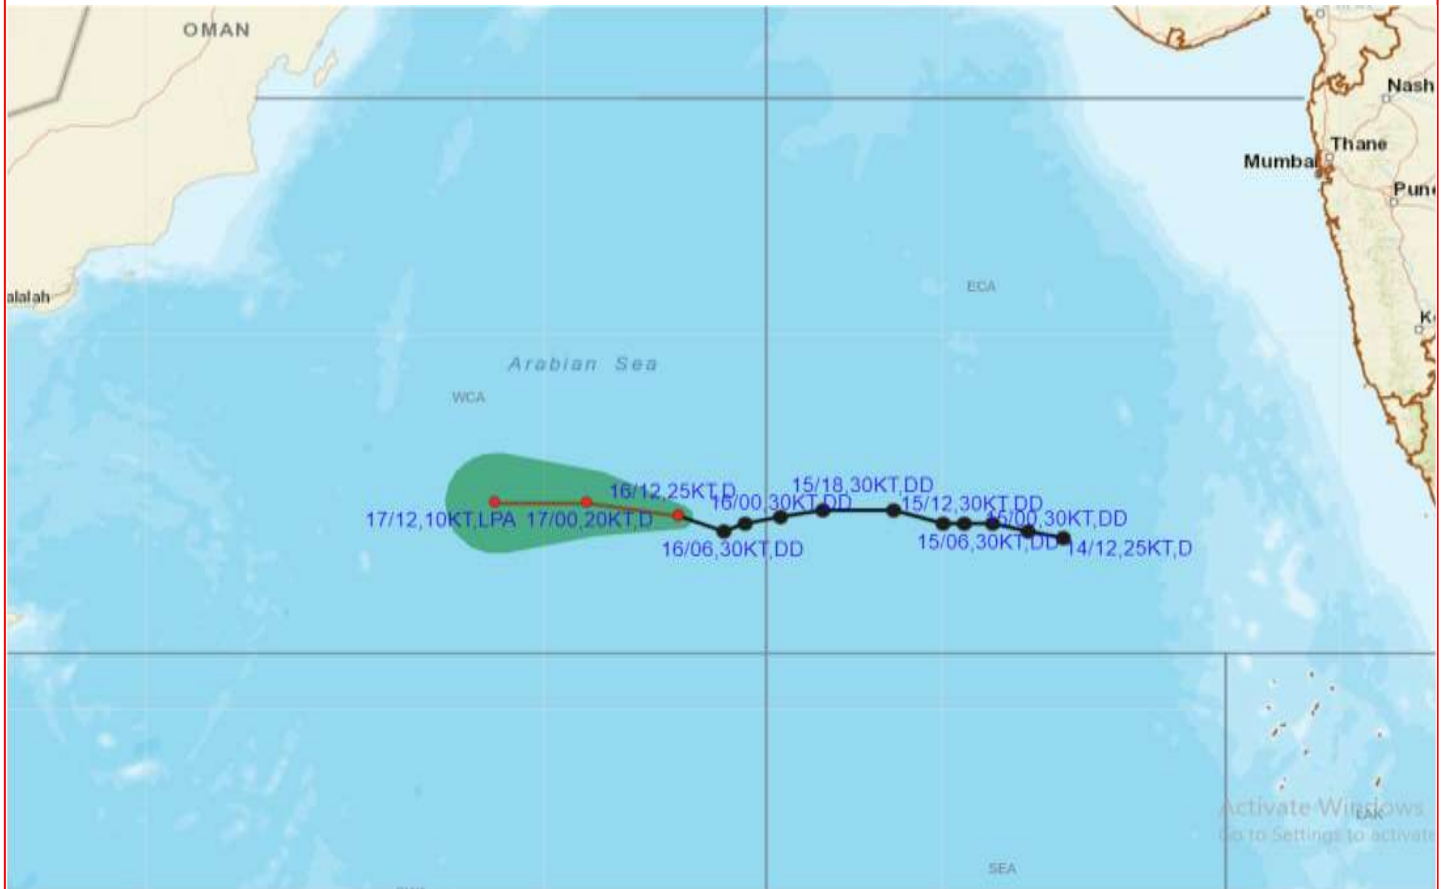 OMAN
Nash
Thane
Mumbai
Pun
alalah
ECA
K
Arabian Sea
WCA
15/18,30KT,DD
16/12,25KT,D
16/00,30KT,DD
15/12,30KT,DD
17/12,10KT,LPA
17/00,20KT,D
15/00,30KT,DD
15/06,30KT,DD
16/06,30KT,DD
14/12,25KT,D
Activate Windows
Go to Settings to activate
SEA